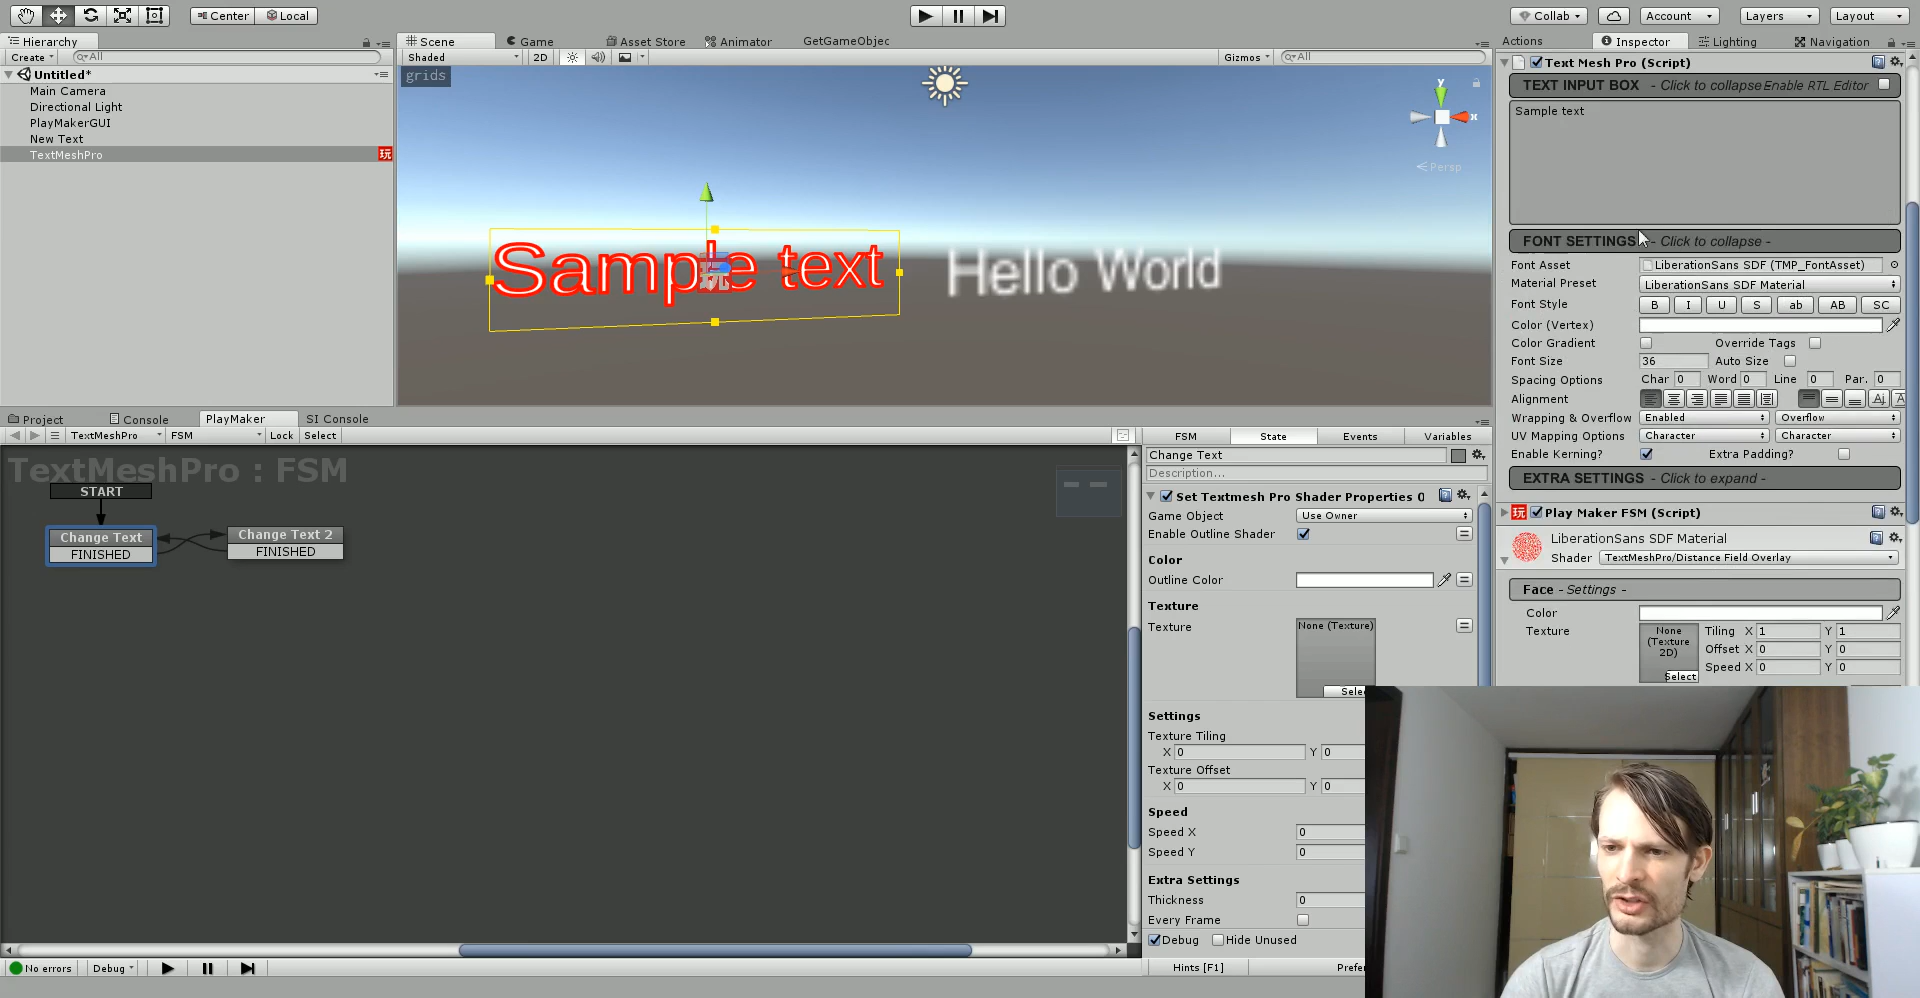 Center
Local
Collab
Account
Layers
Layout
Hierarchy
Scene
Game
Asset Store
Animator
GetGameObjec
Actions
Inspector
Lighting
Navigation
Create
All
Shaded
2D
Gizmos
All
Untitled*
Main Camera
Directional Light
PlayMakerGUI
New Text
TextMeshPro
玩
grids
y
x
Persp
Sample text
玩
Hello World
Text Mesh Pro (Script)
TEXT INPUT BOX - Click to collapse
Enable RTL Editor
Sample text
FONT SETTINGS - Click to collapse -
Font Asset LiberationSans SDF (TMP_FontAsset)
Material Preset LiberationSans SDF Material
Font Style B I U S ab AB SC
Color (Vertex)
Color Gradient Override Tags
Font Size 36 Auto Size
Spacing Options Char 0 Word 0 Line 0 Par. 0
Alignment
Wrapping & Overflow Enabled Overflow
UV Mapping Options Character Character
Enable Kerning? Extra Padding?
EXTRA SETTINGS - Click to expand -
玩 Play Maker FSM (Script)
LiberationSans SDF Material
Shader TextMeshPro/Distance Field Overlay
Face - Settings -
Color
Texture None (Texture 2D) Select
Tiling X 1 Y 1
Offset X 0 Y 0
Speed X 0 Y 0
Project
Console
PlayMaker
SI Console
TextMeshPro
FSM
Lock
Select
TextMeshPro : FSM
START
Change Text
FINISHED
Change Text 2
FINISHED
FSM
State
Events
Variables
Change Text
Description...
Set Textmesh Pro Shader Properties O
Game Object Use Owner
Enable Outline Shader
Color
Outline Color
Texture
Texture None (Texture)
Selec
Settings
Texture Tiling
X 0 Y 0
Texture Offset
X 0 Y 0
Speed
Speed X 0
Speed Y 0
Extra Settings
Thickness 0
Every Frame
Debug Hide Unused
Hints [F1]
Prefer
No errors
Debug